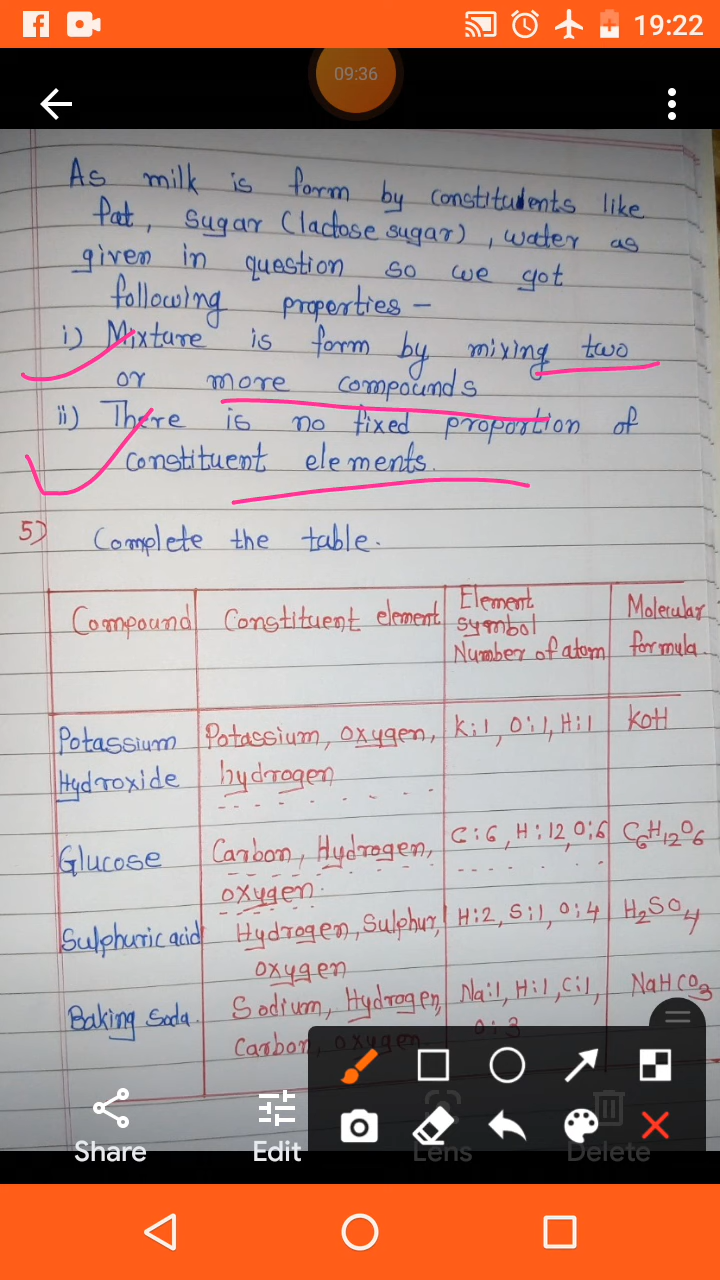 19:22
09:36
As milk is form by constitutents like
fat, sugar (lactose sugar), water as
given in question so we got
following properties -
i) Mixture is form by mixing two
or more compounds
ii) There is no fixed proportion of
constituent elements.
5) Complete the table.
Compound Constituent element Element symbol Number of atom Molecular formula
Potassium Hydroxide Potassium, oxygen, hydrogen K:1, O:1, H:1 KOH
Glucose Carbon, Hydrogen, oxygen. C:6, H:12, O:6 C6H12O6
Sulphuric acid Hydrogen, Sulphur, oxygen H:2, S:1, O:4 H2SO4
Baking Soda. Sodium, Hydrogen, Carbon, oxygen. Na:1, H:1, C:1, O:3 NaHCO3
Share Edit Lens Delete